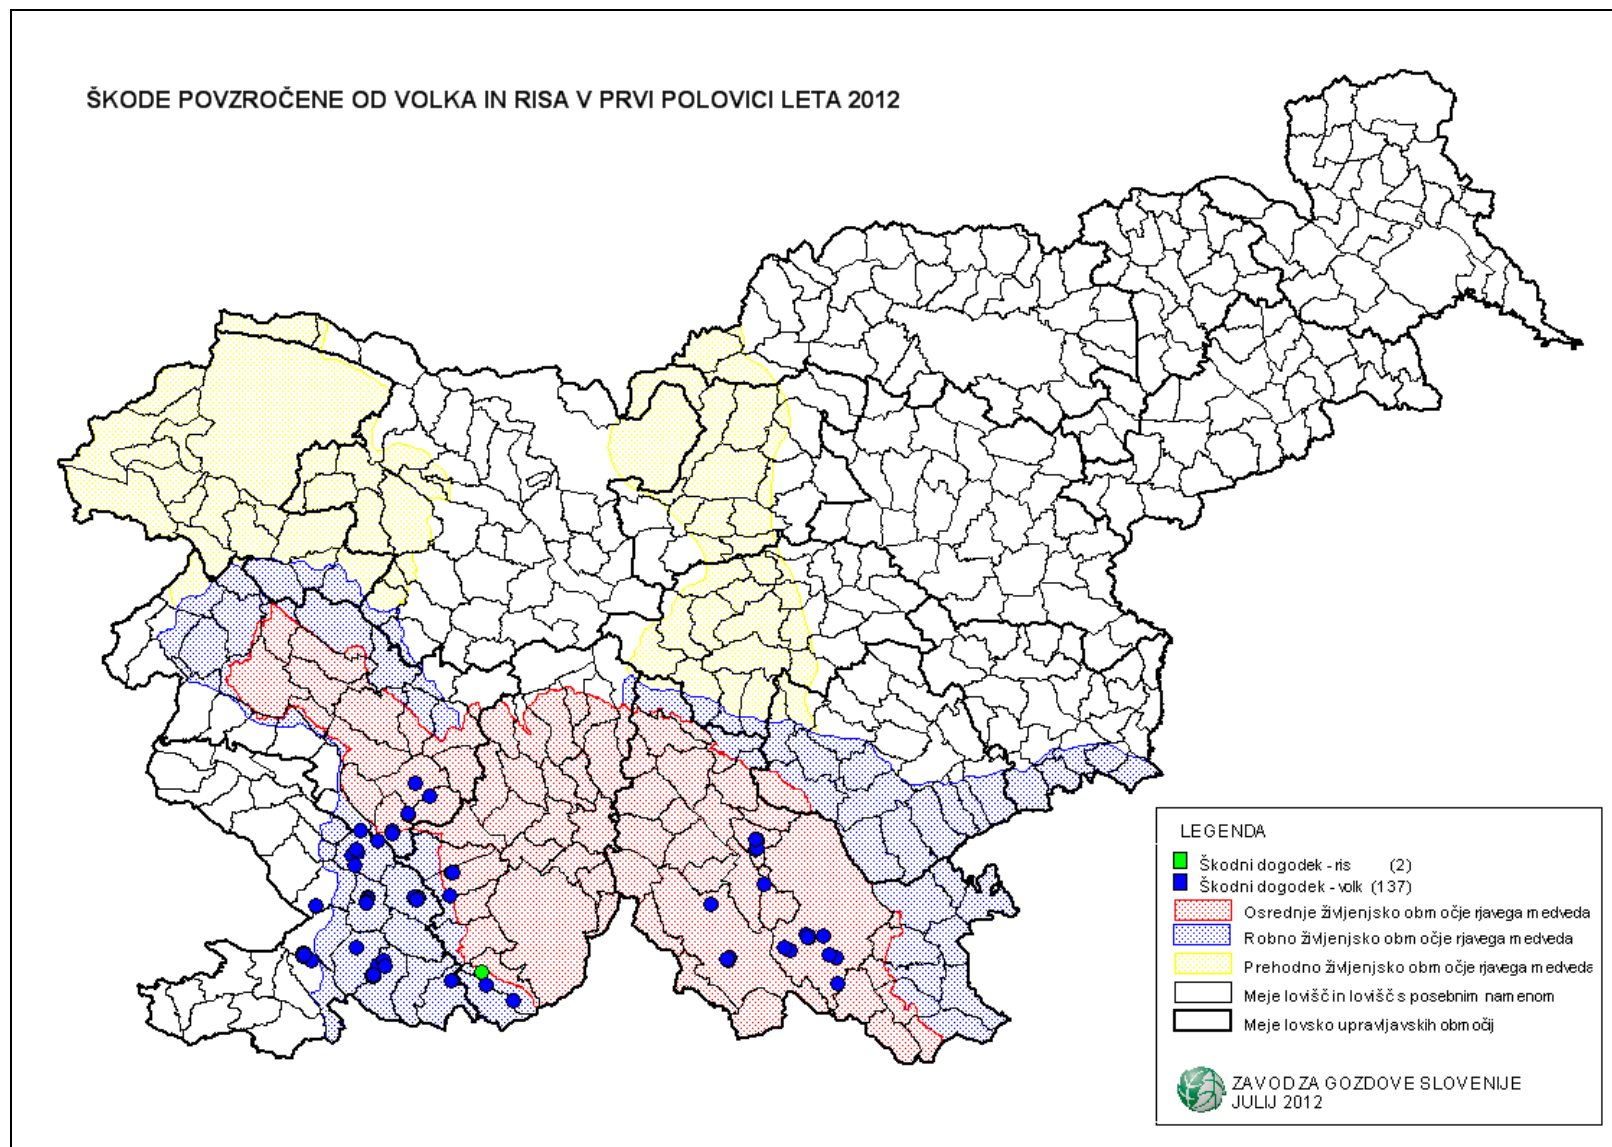 ŠKODE POVZROČENE OD VOLKA IN RISA V PRVI POLOVICI LETA 2012
LEGENDA
Škodni dogodek - ris (2)
Škodni dogodek - volk (137)
Osrednje življenjsko območje rjavega medveda
Robno življenjsko območje rjavega medveda
Prehodno življenjsko območje rjavega medveda
Meje lovišč in lovišč s posebnim namenom
Meje lovsko upravljavskih območij
ZAVOD ZA GOZDOVE SLOVENIJE
JULIJ 2012